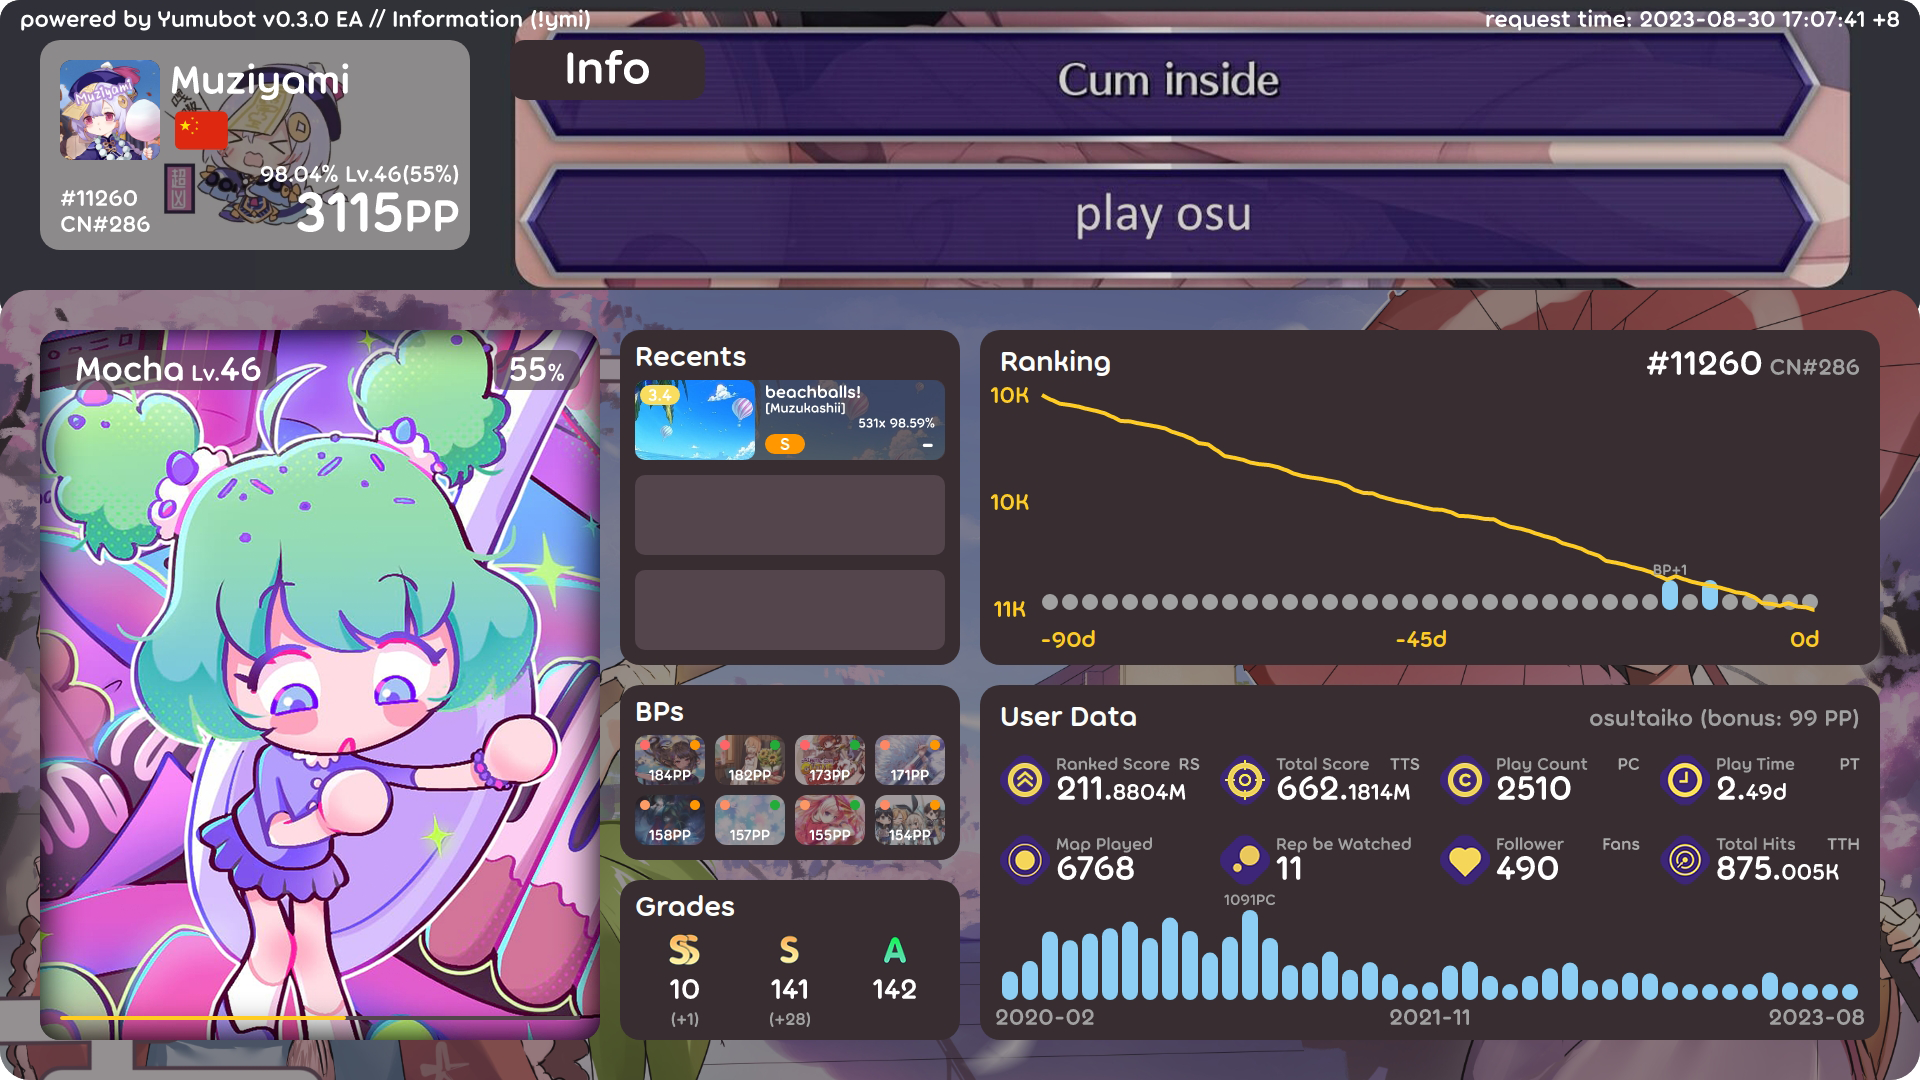 powered by Yumubot v0.3.0 EA // Information (!ymi)
request time: 2023-08-30 17:07:41 +8
Muziyami
Muziyami
98.04% Lv.46(55%)
#11260
CN#286
3115PP
超凶
Info
Cum inside
play osu
Mocha Lv.46
55%
Recents
3.4
beachballs!
[Muzukashii]
531x 98.59%
S
-
BPs
184PP 182PP 173PP 171PP
158PP 157PP 155PP 154PP
Grades
SS S A
10 141 142
(+1) (+28)
Ranking
#11260 CN#286
10K
10K
11K
BP+1
-90d -45d 0d
User Data
osu!taiko (bonus: 99 PP)
Ranked Score RS
211.8804M
Total Score TTS
662.1814M
Play Count PC
2510
Play Time PT
2.49d
Map Played
6768
Rep be Watched
11
Follower Fans
490
Total Hits TTH
875.005K
1091PC
2020-02 2021-11 2023-08